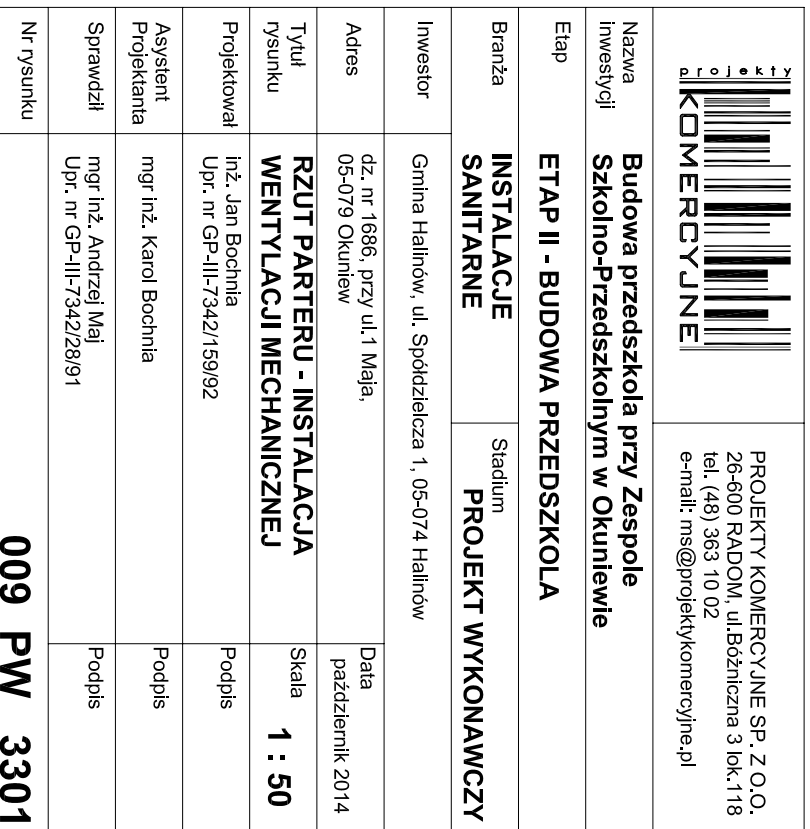 projekty
KOMERCYJNE
PROJEKTY KOMERCYJNE SP. Z O.O.
26-600 RADOM, ul.Bóżniczna 3 lok.118
tel. (48) 363 10 02
e-mail: ms@projektykomercyjne.pl
Nazwa
inwestycji
Budowa przedszkola przy Zespole
Szkolno-Przedszkolnym w Okuniewie
Etap
ETAP II - BUDOWA PRZEDSZKOLA
Branża
INSTALACJE
SANITARNE
Stadium
PROJEKT WYKONAWCZY
Inwestor
Gmina Halinów, ul. Spółdzielcza 1, 05-074 Halinów
Adres
dz. nr 1686, przy ul.1 Maja,
05-079 Okuniew
Data
październik 2014
Tytuł
rysunku
RZUT PARTERU - INSTALACJA
WENTYLACJI MECHANICZNEJ
Skala
1 : 50
Projektował
inż. Jan Bochnia
Upr. nr GP-III-7342/159/92
Podpis
Asystent
Projektanta
mgr inż. Karol Bochnia
Podpis
Sprawdził
mgr inż. Andrzej Maj
Upr. nr GP-III-7342/28/91
Podpis
Nr rysunku
009 PW 3301